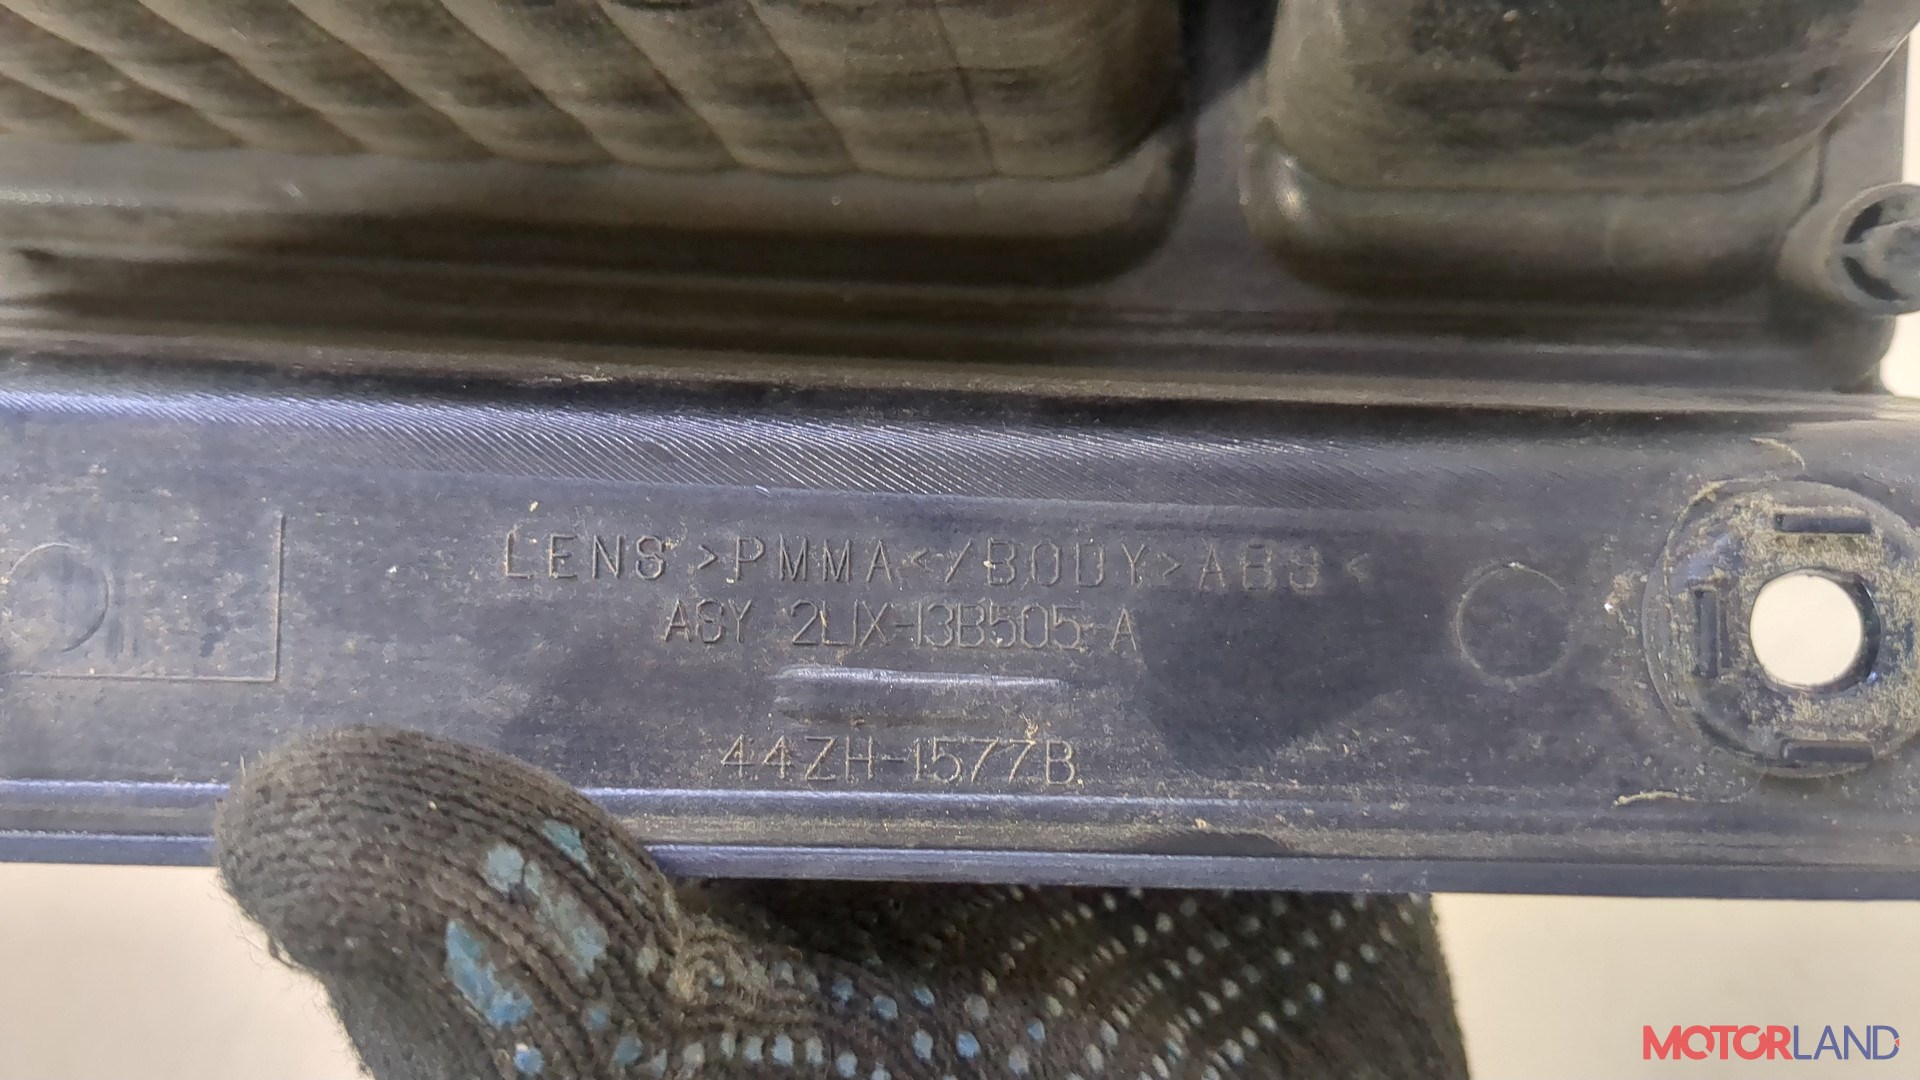 LENS >PMMA</BODY>ABS<
ASY 2L1X-13B505-A
44ZH-1577B
MOTORLAND